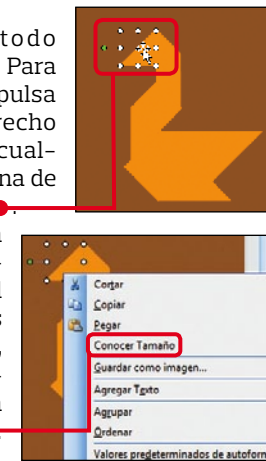 todo
Para
pulsa
recho
cual-
na de
Cortar
Copiar
Pegar
Conocer Tamaño
Guardar como imagen...
Agregar Texto
Agrupar
Ordenar
Valores predeterminados de autoform